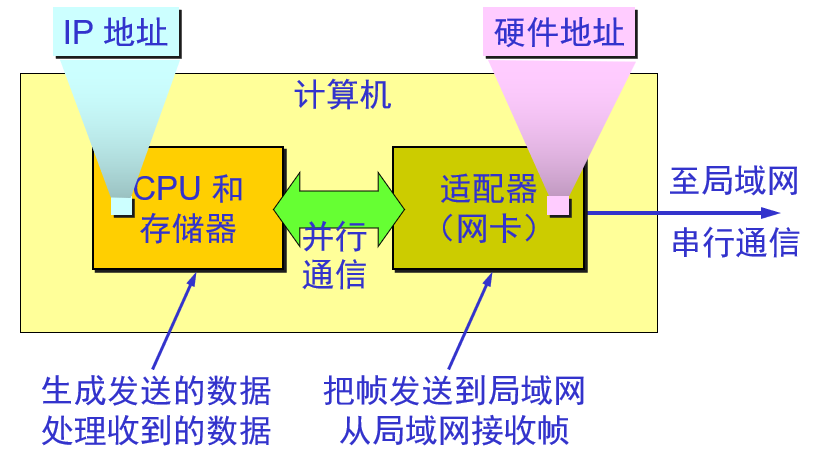 IP 地址
硬件地址
计算机
CPU 和
存储器
并行
通信
适配器
（网卡）
至局域网
串行通信
生成发送的数据
处理收到的数据
把帧发送到局域网
从局域网接收帧